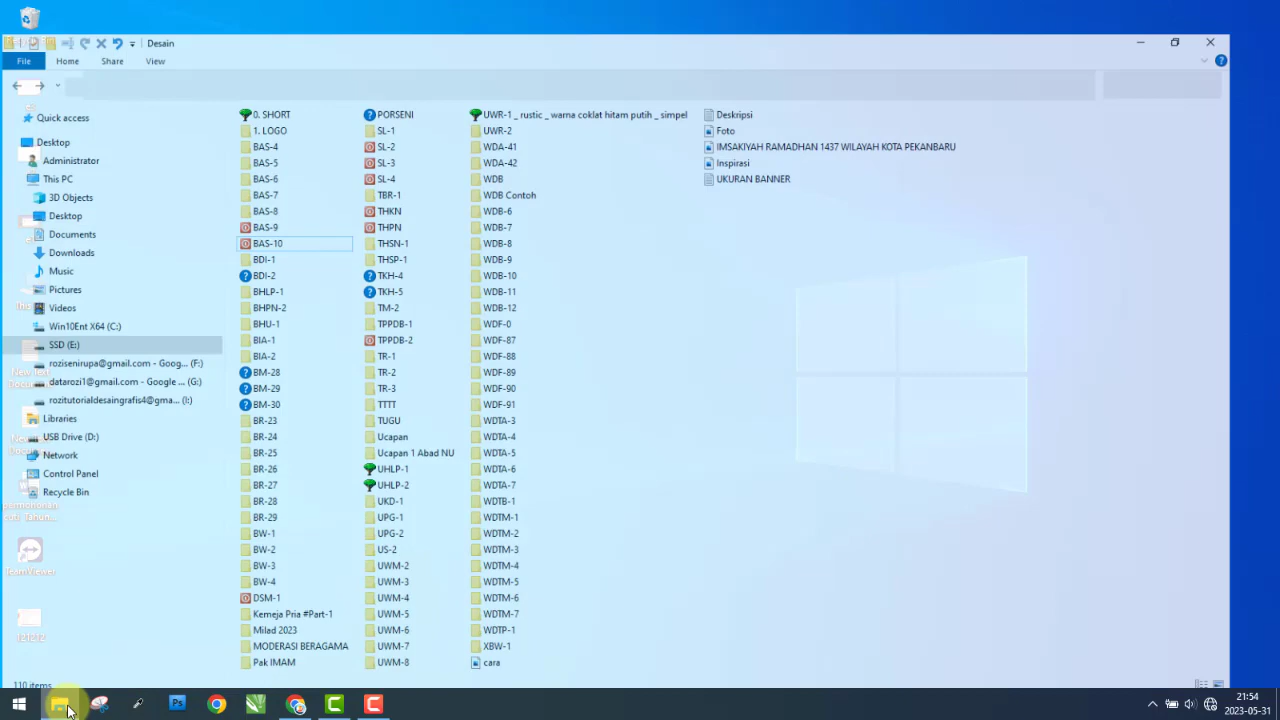 Desain
File
Home
Share
View
Quick access
Desktop
Administrator
This PC
3D Objects
Desktop
Documents
Downloads
Music
Pictures
Videos
Win10Ent X64 (C:)
SSD (E:)
rozisenirupa@gmail.com - Goog... (F:)
datarozi1@gmail.com - Google ... (G:)
rozitutorialdesaingrafis4@gma... (I:)
Libraries
USB Drive (D:)
Network
Control Panel
Recycle Bin
TeamViewer
121212
0. SHORT
1. LOGO
BAS-4
BAS-5
BAS-6
BAS-7
BAS-8
BAS-9
BAS-10
BDI-1
BDI-2
BHLP-1
BHPN-2
BHU-1
BIA-1
BIA-2
BM-28
BM-29
BM-30
BR-23
BR-24
BR-25
BR-26
BR-27
BR-28
BR-29
BW-1
BW-2
BW-3
BW-4
DSM-1
Kemeja Pria #Part-1
Milad 2023
MODERASI BERAGAMA
Pak IMAM
PORSENI
SL-1
SL-2
SL-3
SL-4
TBR-1
THKN
THPN
THSN-1
THSP-1
TKH-4
TKH-5
TM-2
TPPDB-1
TPPDB-2
TR-1
TR-2
TR-3
TTTT
TUGU
Ucapan
Ucapan 1 Abad NU
UHLP-1
UHLP-2
UKD-1
UPG-1
UPG-2
US-2
UWM-2
UWM-3
UWM-4
UWM-5
UWM-6
UWM-7
UWM-8
UWR-1 _ rustic _ warna coklat hitam putih _ simpel
UWR-2
WDA-41
WDA-42
WDB
WDB Contoh
WDB-6
WDB-7
WDB-8
WDB-9
WDB-10
WDB-11
WDB-12
WDF-0
WDF-87
WDF-88
WDF-89
WDF-90
WDF-91
WDTA-3
WDTA-4
WDTA-5
WDTA-6
WDTA-7
WDTB-1
WDTM-1
WDTM-2
WDTM-3
WDTM-4
WDTM-5
WDTM-6
WDTM-7
WDTP-1
XBW-1
cara
Deskripsi
Foto
IMSAKIYAH RAMADHAN 1437 WILAYAH KOTA PEKANBARU
Inspirasi
UKURAN BANNER
110 items
Ps
21:54
2023-05-31